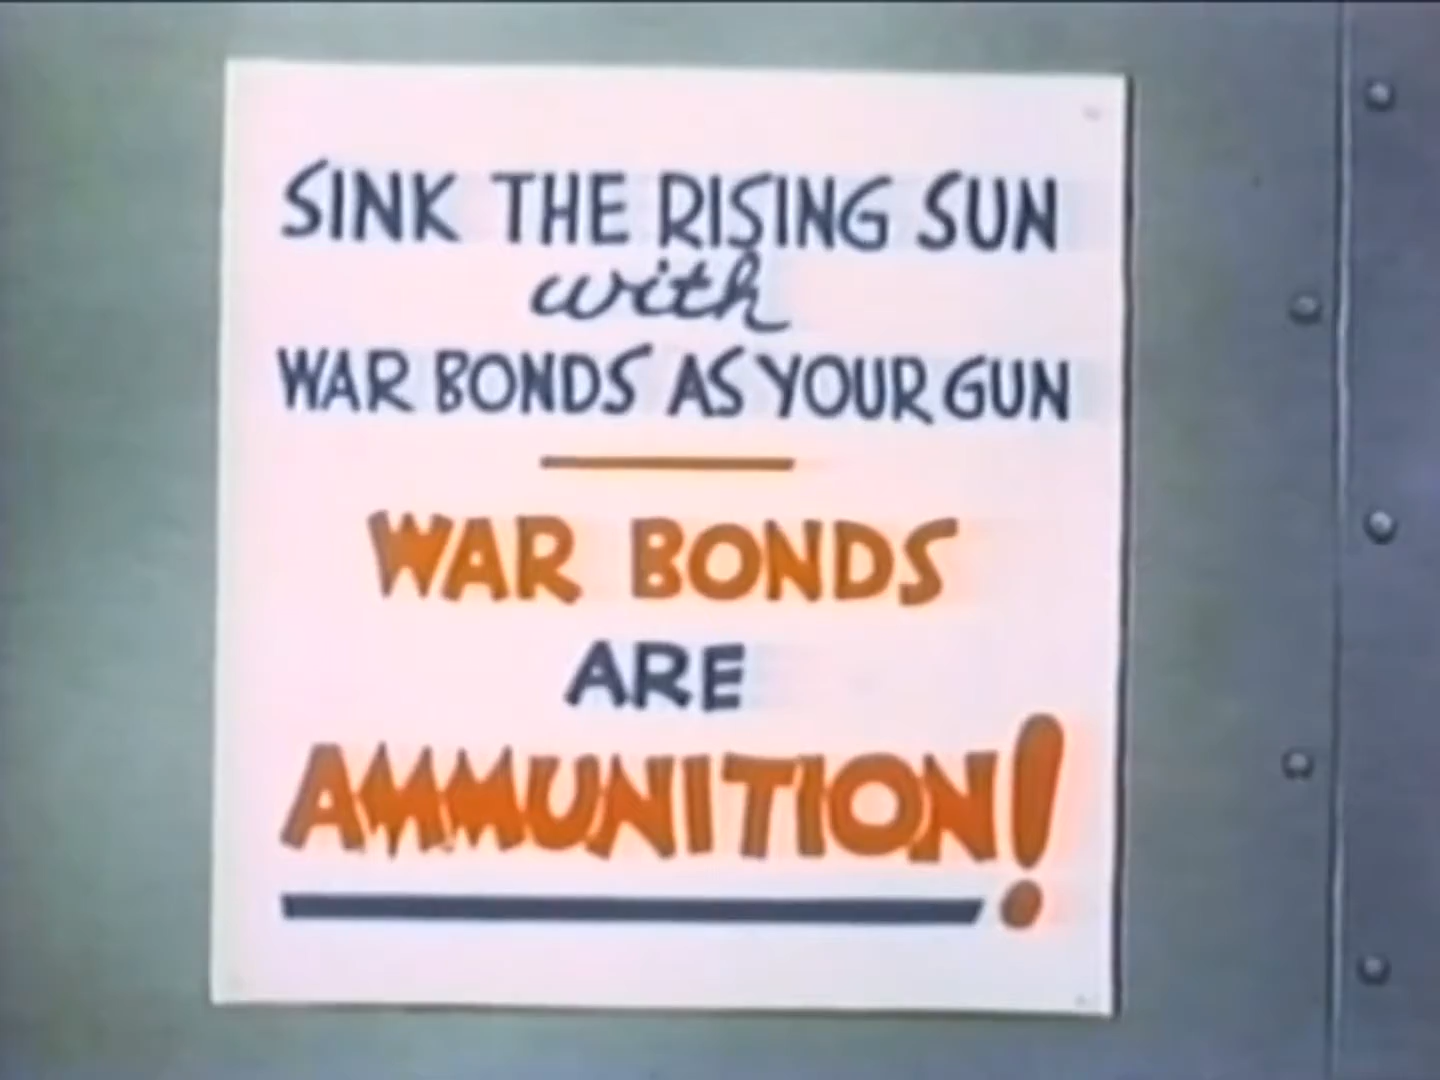 SINK THE RISING SUN
with
WAR BONDS AS YOUR GUN
WAR BONDS
ARE
AMMUNITION!